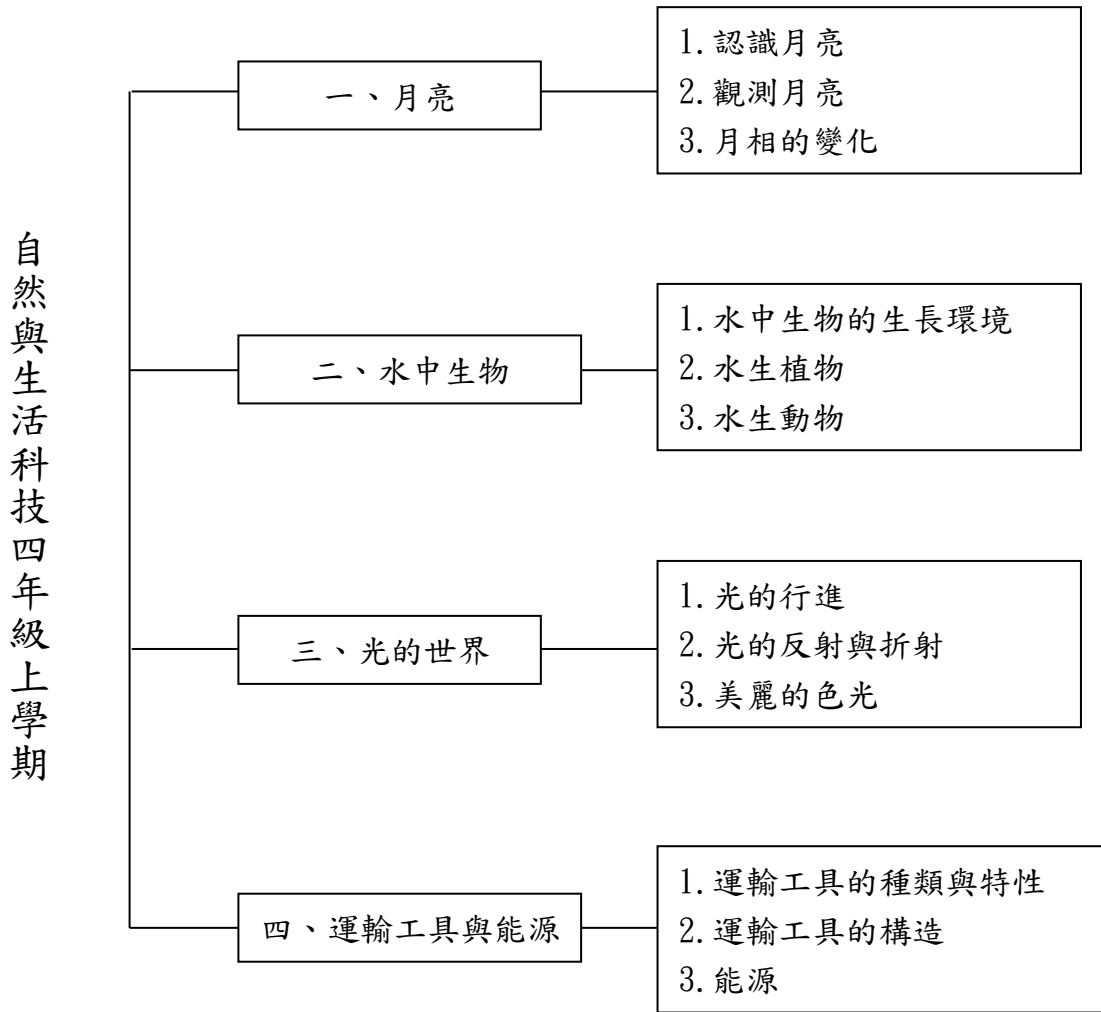 自然與生活科技四年級上學期
一、月亮
1.認識月亮
2.觀測月亮
3.月相的變化
二、水中生物
1.水中生物的生長環境
2.水生植物
3.水生動物
三、光的世界
1.光的行進
2.光的反射與折射
3.美麗的色光
四、運輸工具與能源
1.運輸工具的種類與特性
2.運輸工具的構造
3.能源